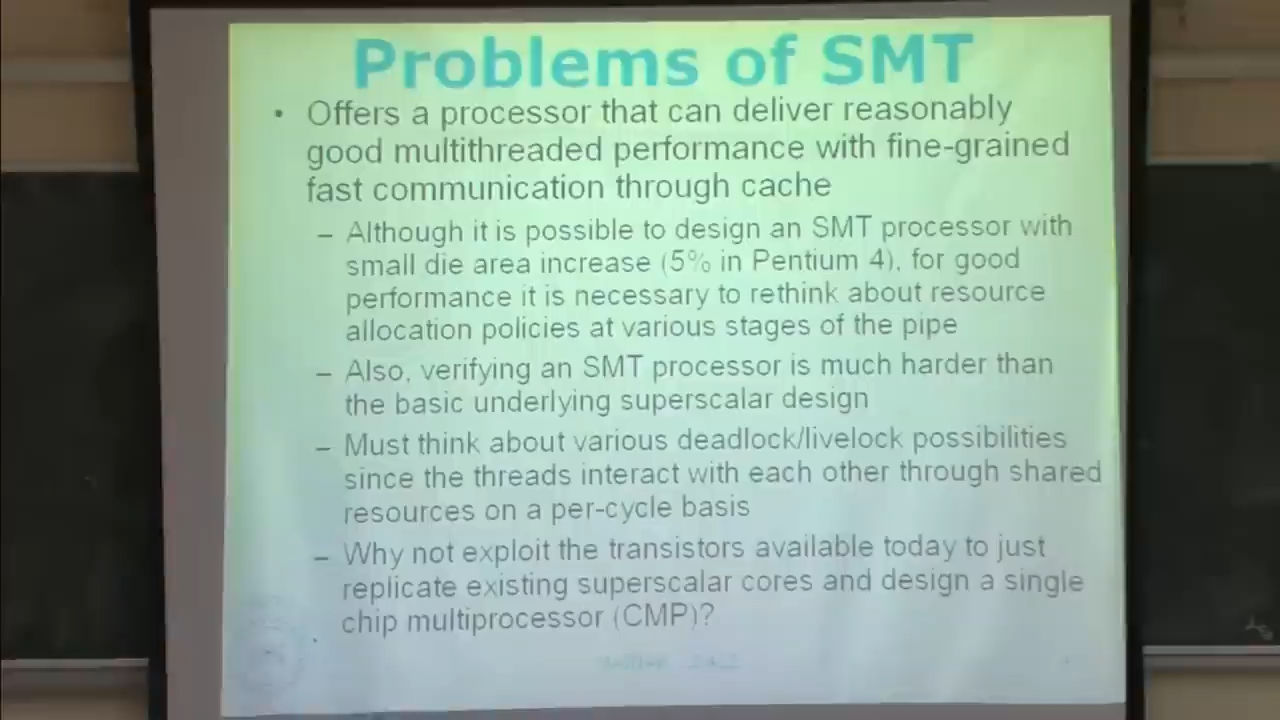 Problems of SMT
• Offers a processor that can deliver reasonably
good multithreaded performance with fine-grained
fast communication through cache
– Although it is possible to design an SMT processor with
small die area increase (5% in Pentium 4), for good
performance it is necessary to rethink about resource
allocation policies at various stages of the pipe
– Also, verifying an SMT processor is much harder than
the basic underlying superscalar design
– Must think about various deadlock/livelock possibilities
since the threads interact with each other through shared
resources on a per-cycle basis
– Why not exploit the transistors available today to just
replicate existing superscalar cores and design a single
chip multiprocessor (CMP)?